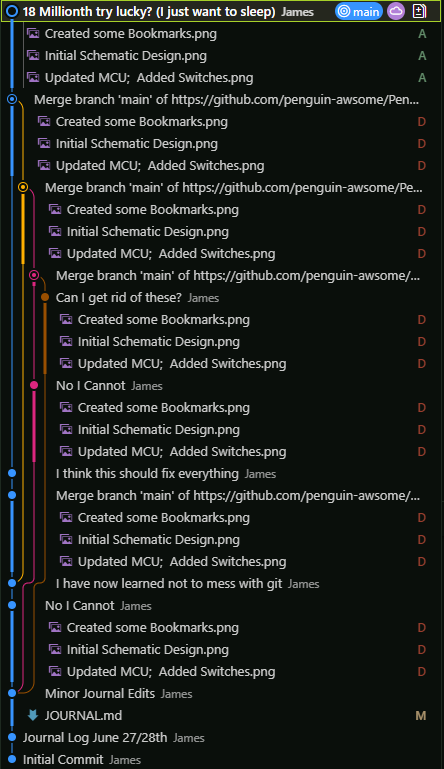 18 Millionth try lucky? (I just want to sleep) James main
Created some Bookmarks.png A
Initial Schematic Design.png A
Updated MCU;  Added Switches.png A
Merge branch 'main' of https://github.com/penguin-awsome/Pen...
Created some Bookmarks.png D
Initial Schematic Design.png D
Updated MCU;  Added Switches.png D
Merge branch 'main' of https://github.com/penguin-awsome/Pe...
Created some Bookmarks.png D
Initial Schematic Design.png D
Updated MCU;  Added Switches.png D
Merge branch 'main' of https://github.com/penguin-awsome/...
Can I get rid of these? James
Created some Bookmarks.png D
Initial Schematic Design.png D
Updated MCU;  Added Switches.png D
No I Cannot James
Created some Bookmarks.png D
Initial Schematic Design.png D
Updated MCU;  Added Switches.png D
I think this should fix everything James
Merge branch 'main' of https://github.com/penguin-awsome/...
Created some Bookmarks.png D
Initial Schematic Design.png D
Updated MCU;  Added Switches.png D
I have now learned not to mess with git James
No I Cannot James
Created some Bookmarks.png D
Initial Schematic Design.png D
Updated MCU;  Added Switches.png D
Minor Journal Edits James
JOURNAL.md M
Journal Log June 27/28th James
Initial Commit James